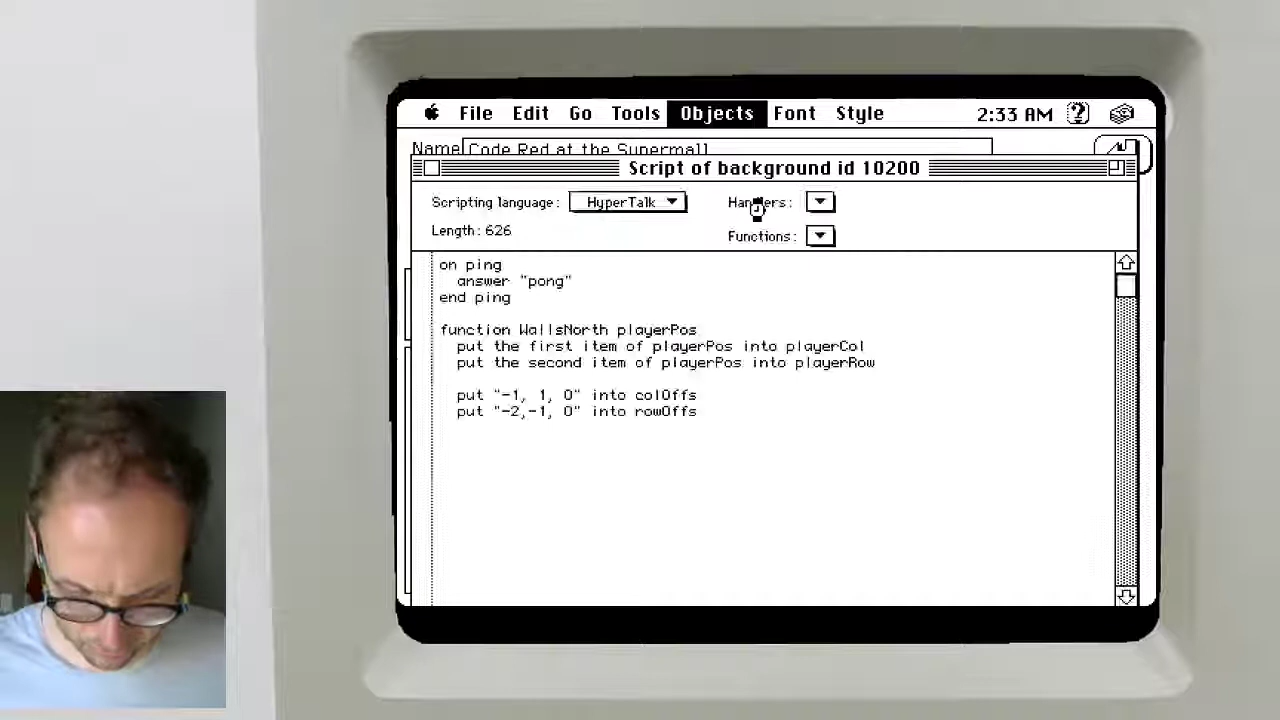 File Edit Go Tools Objects Font Style 2:33 AM
Name Code Red at the Supermall
Script of background id 10200
Scripting language: HyperTalk Handlers:
Length: 626
Functions:
on ping
answer "pong"
end ping
function WallsNorth playerPos
put the first item of playerPos into playerCol
put the second item of playerPos into playerRow
put "-1, 1, 0" into colOffs
put "-2,-1, 0" into rowOffs